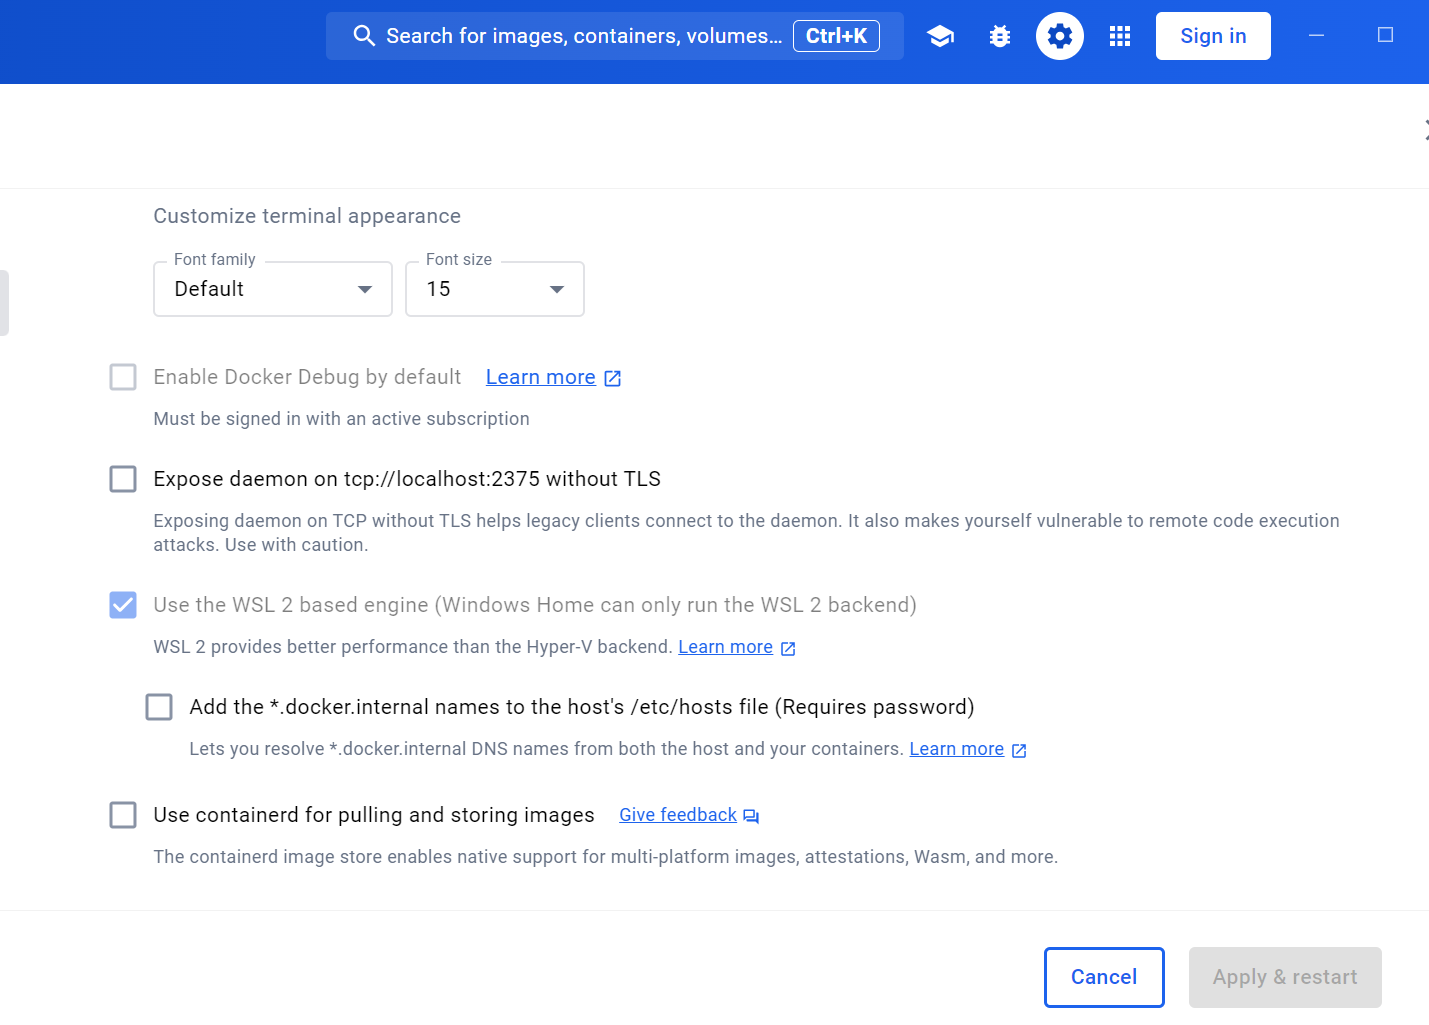 Search for images, containers, volumes... Ctrl+K Sign in
Customize terminal appearance
Font family Font size
Default 15
Enable Docker Debug by default Learn more
Must be signed in with an active subscription
Expose daemon on tcp://localhost:2375 without TLS
Exposing daemon on TCP without TLS helps legacy clients connect to the daemon. It also makes yourself vulnerable to remote code execution
attacks. Use with caution.
Use the WSL 2 based engine (Windows Home can only run the WSL 2 backend)
WSL 2 provides better performance than the Hyper-V backend. Learn more
Add the *.docker.internal names to the host's /etc/hosts file (Requires password)
Lets you resolve *.docker.internal DNS names from both the host and your containers. Learn more
Use containerd for pulling and storing images Give feedback
The containerd image store enables native support for multi-platform images, attestations, Wasm, and more.
Cancel Apply & restart